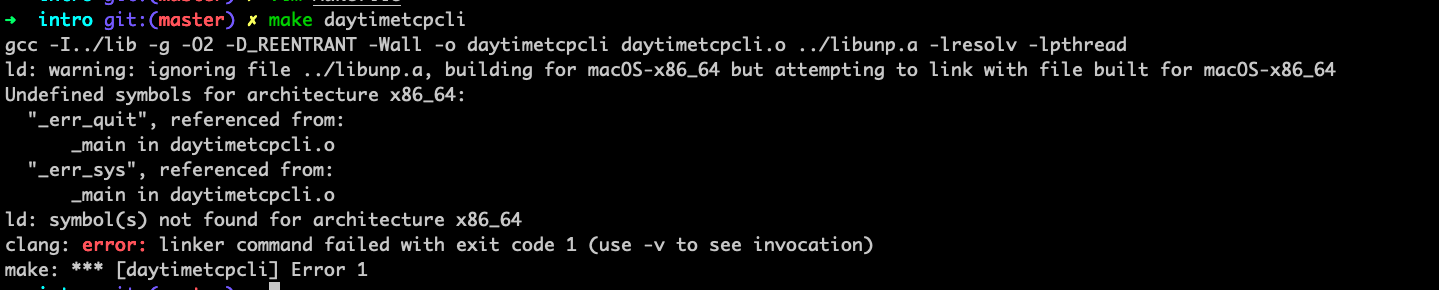 ➜  intro git:(master) ✗ make daytimetcpcli
gcc -I../lib -g -O2 -D_REENTRANT -Wall -o daytimetcpcli daytimetcpcli.o ../libunp.a -lresolv -lpthread
ld: warning: ignoring file ../libunp.a, building for macOS-x86_64 but attempting to link with file built for macOS-x86_64
Undefined symbols for architecture x86_64:
  "_err_quit", referenced from:
      _main in daytimetcpcli.o
  "_err_sys", referenced from:
      _main in daytimetcpcli.o
ld: symbol(s) not found for architecture x86_64
clang: error: linker command failed with exit code 1 (use -v to see invocation)
make: *** [daytimetcpcli] Error 1